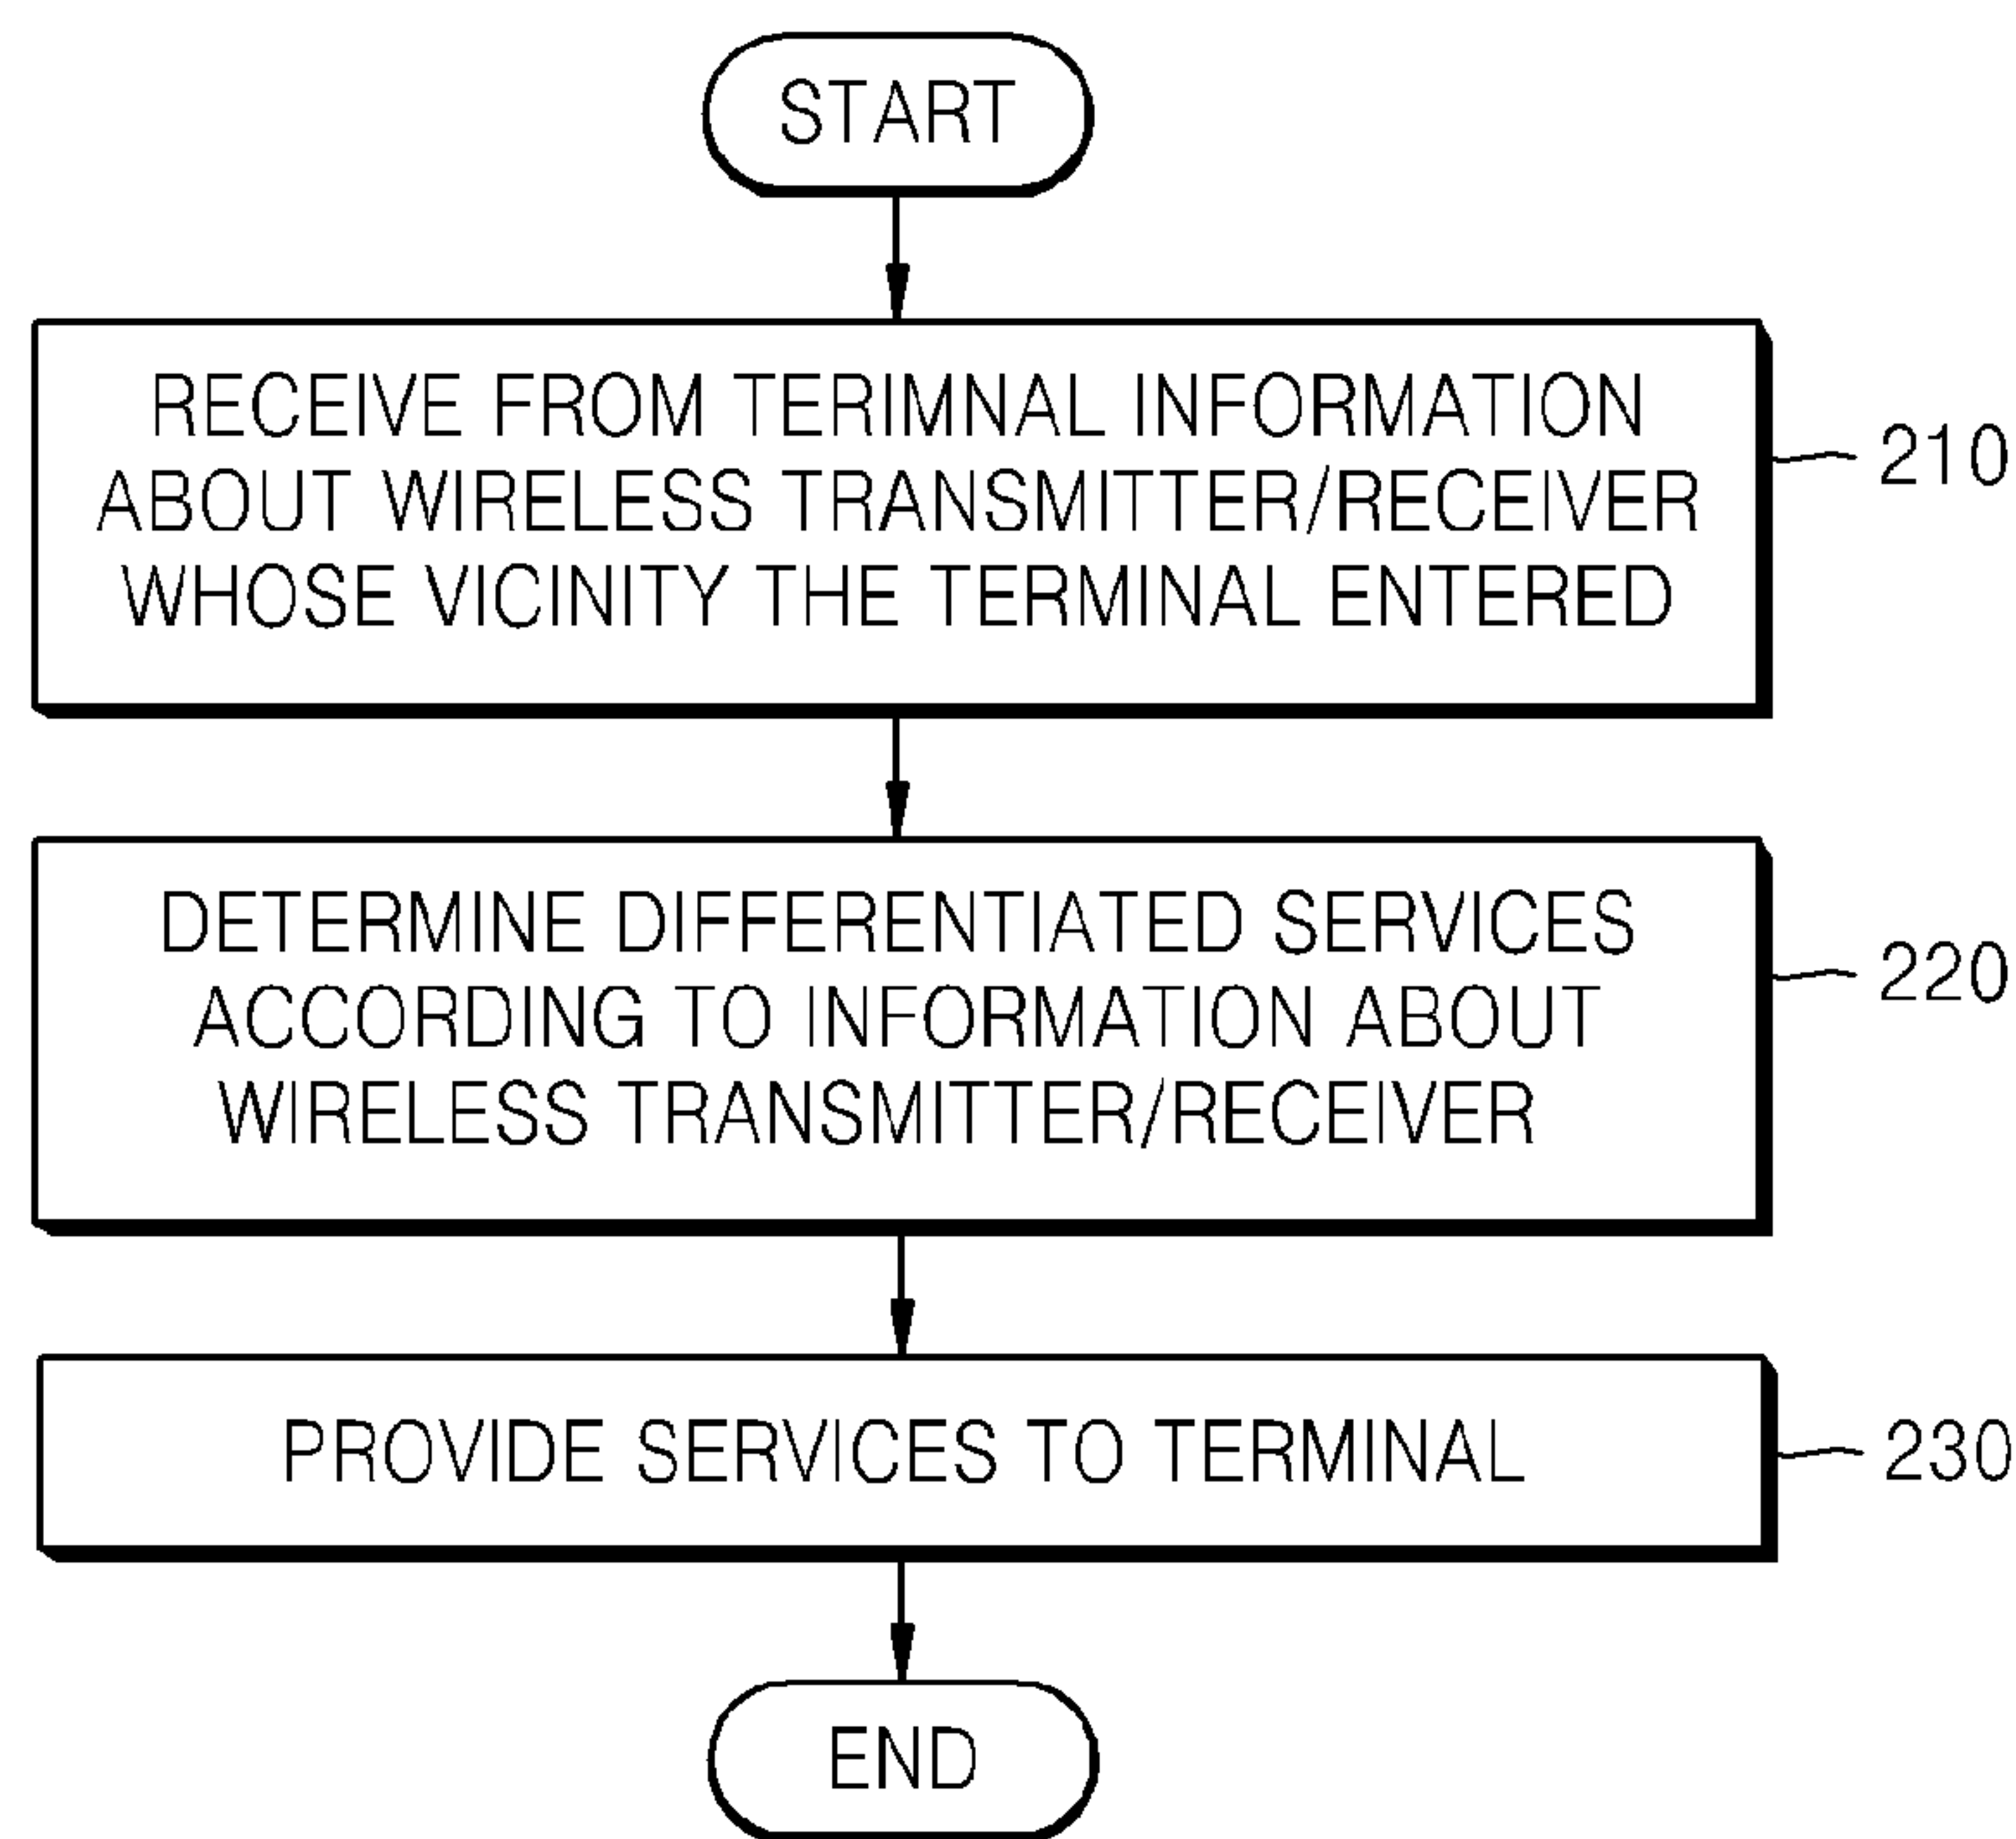 START
RECEIVE FROM TERIMNAL INFORMATION
ABOUT WIRELESS TRANSMITTER/RECEIVER
WHOSE VICINITY THE TERMINAL ENTERED
210
DETERMINE DIFFERENTIATED SERVICES
ACCORDING TO INFORMATION ABOUT
WIRELESS TRANSMITTER/RECEIVER
220
PROVIDE SERVICES TO TERMINAL
230
END